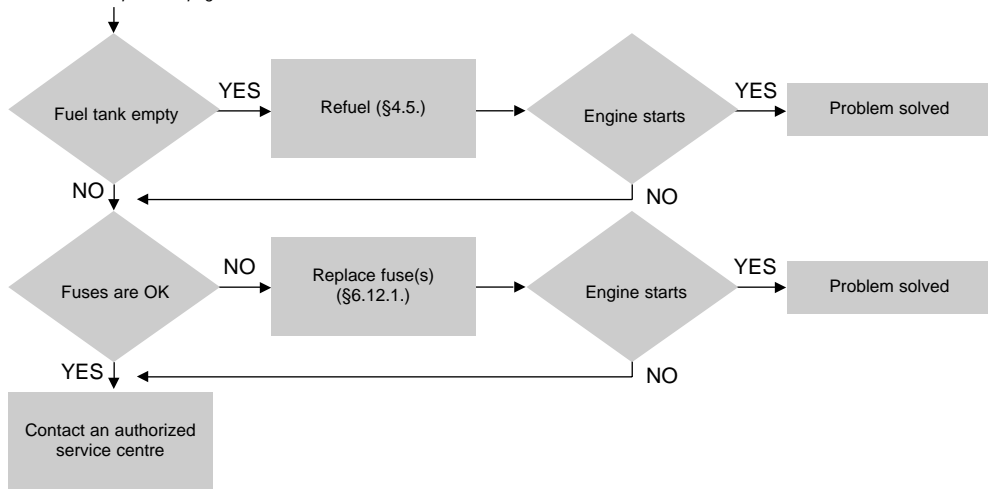 Fuel tank empty
YES
Refuel (§4.5.)
Engine starts
YES
Problem solved
NO
NO
Fuses are OK
NO
Replace fuse(s)
(§6.12.1.)
Engine starts
YES
Problem solved
YES
NO
Contact an authorized
service centre